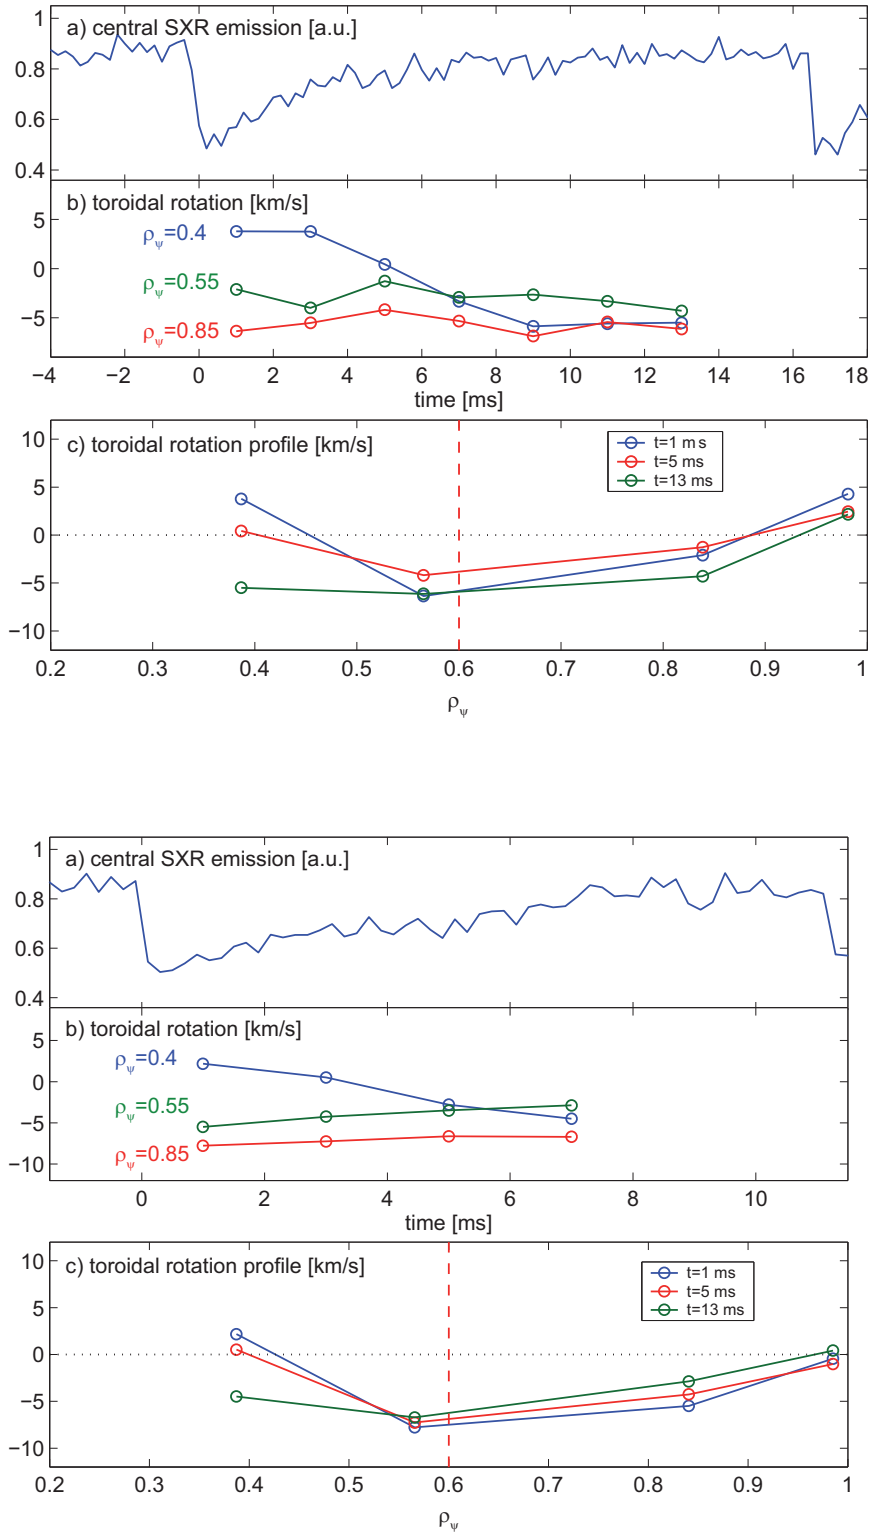 a) central SXR emission [a.u.]
1
0.8
0.6
0.4
b) toroidal rotation [km/s]
ρψ=0.4
ρψ=0.55
ρψ=0.85
5
0
−5
−4 −2 0 2 4 6 8 10 12 14 16 18
time [ms]
c) toroidal rotation profile [km/s]
t=1 ms
t=5 ms
t=13 ms
10
5
0
−5
−10
0.2 0.3 0.4 0.5 0.6 0.7 0.8 0.9 1
ρψ
a) central SXR emission [a.u.]
1
0.8
0.6
0.4
b) toroidal rotation [km/s]
ρψ=0.4
ρψ=0.55
ρψ=0.85
5
0
−5
−10
0 2 4 6 8 10
time [ms]
c) toroidal rotation profile [km/s]
t=1 ms
t=5 ms
t=13 ms
10
5
0
−5
−10
0.2 0.3 0.4 0.5 0.6 0.7 0.8 0.9 1
ρψ